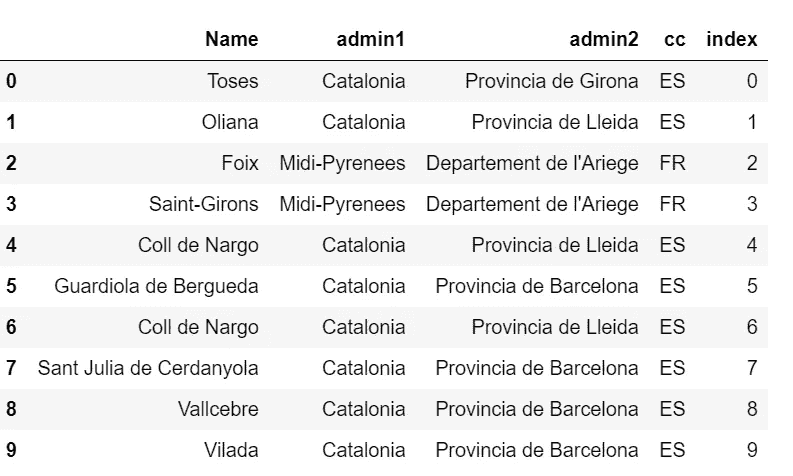 Name admin1 admin2 cc index
0 Toses Catalonia Provincia de Girona ES 0
1 Oliana Catalonia Provincia de Lleida ES 1
2 Foix Midi-Pyrenees Departement de l'Ariege FR 2
3 Saint-Girons Midi-Pyrenees Departement de l'Ariege FR 3
4 Coll de Nargo Catalonia Provincia de Lleida ES 4
5 Guardiola de Bergueda Catalonia Provincia de Barcelona ES 5
6 Coll de Nargo Catalonia Provincia de Lleida ES 6
7 Sant Julia de Cerdanyola Catalonia Provincia de Barcelona ES 7
8 Vallcebre Catalonia Provincia de Barcelona ES 8
9 Vilada Catalonia Provincia de Barcelona ES 9